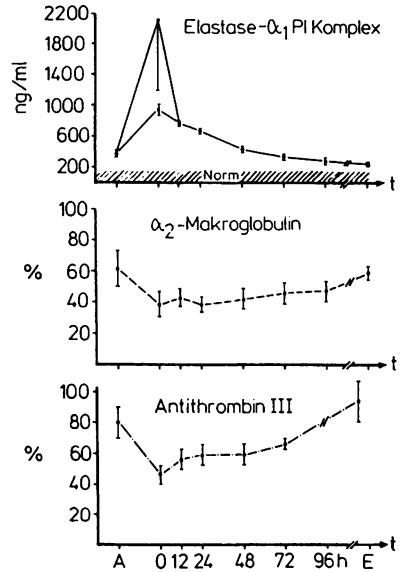 2200
Elastase-α₁ PI Komplex
1800
ng/ml
1400
1000
600
200
Norm
t
100
α₂-Makroglobulin
80
%
60
40
20
t
100
Antithrombin III
80
%
60
40
20
t
A 0 12 24 48 72 96h E